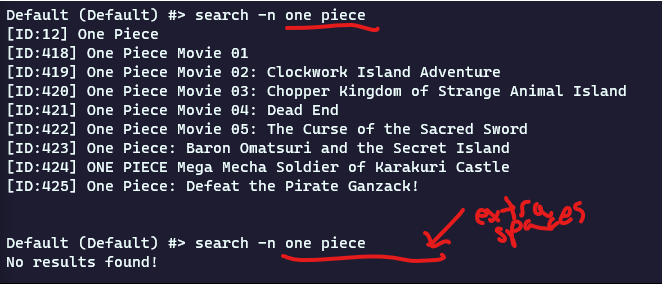 Default (Default) #> search -n one piece
[ID:12] One Piece
[ID:418] One Piece Movie 01
[ID:419] One Piece Movie 02: Clockwork Island Adventure
[ID:420] One Piece Movie 03: Chopper Kingdom of Strange Animal Island
[ID:421] One Piece Movie 04: Dead End
[ID:422] One Piece Movie 05: The Curse of the Sacred Sword
[ID:423] One Piece: Baron Omatsuri and the Secret Island
[ID:424] ONE PIECE Mega Mecha Soldier of Karakuri Castle
[ID:425] One Piece: Defeat the Pirate Ganzack!
extra
spaces
Default (Default) #> search -n one piece
No results found!